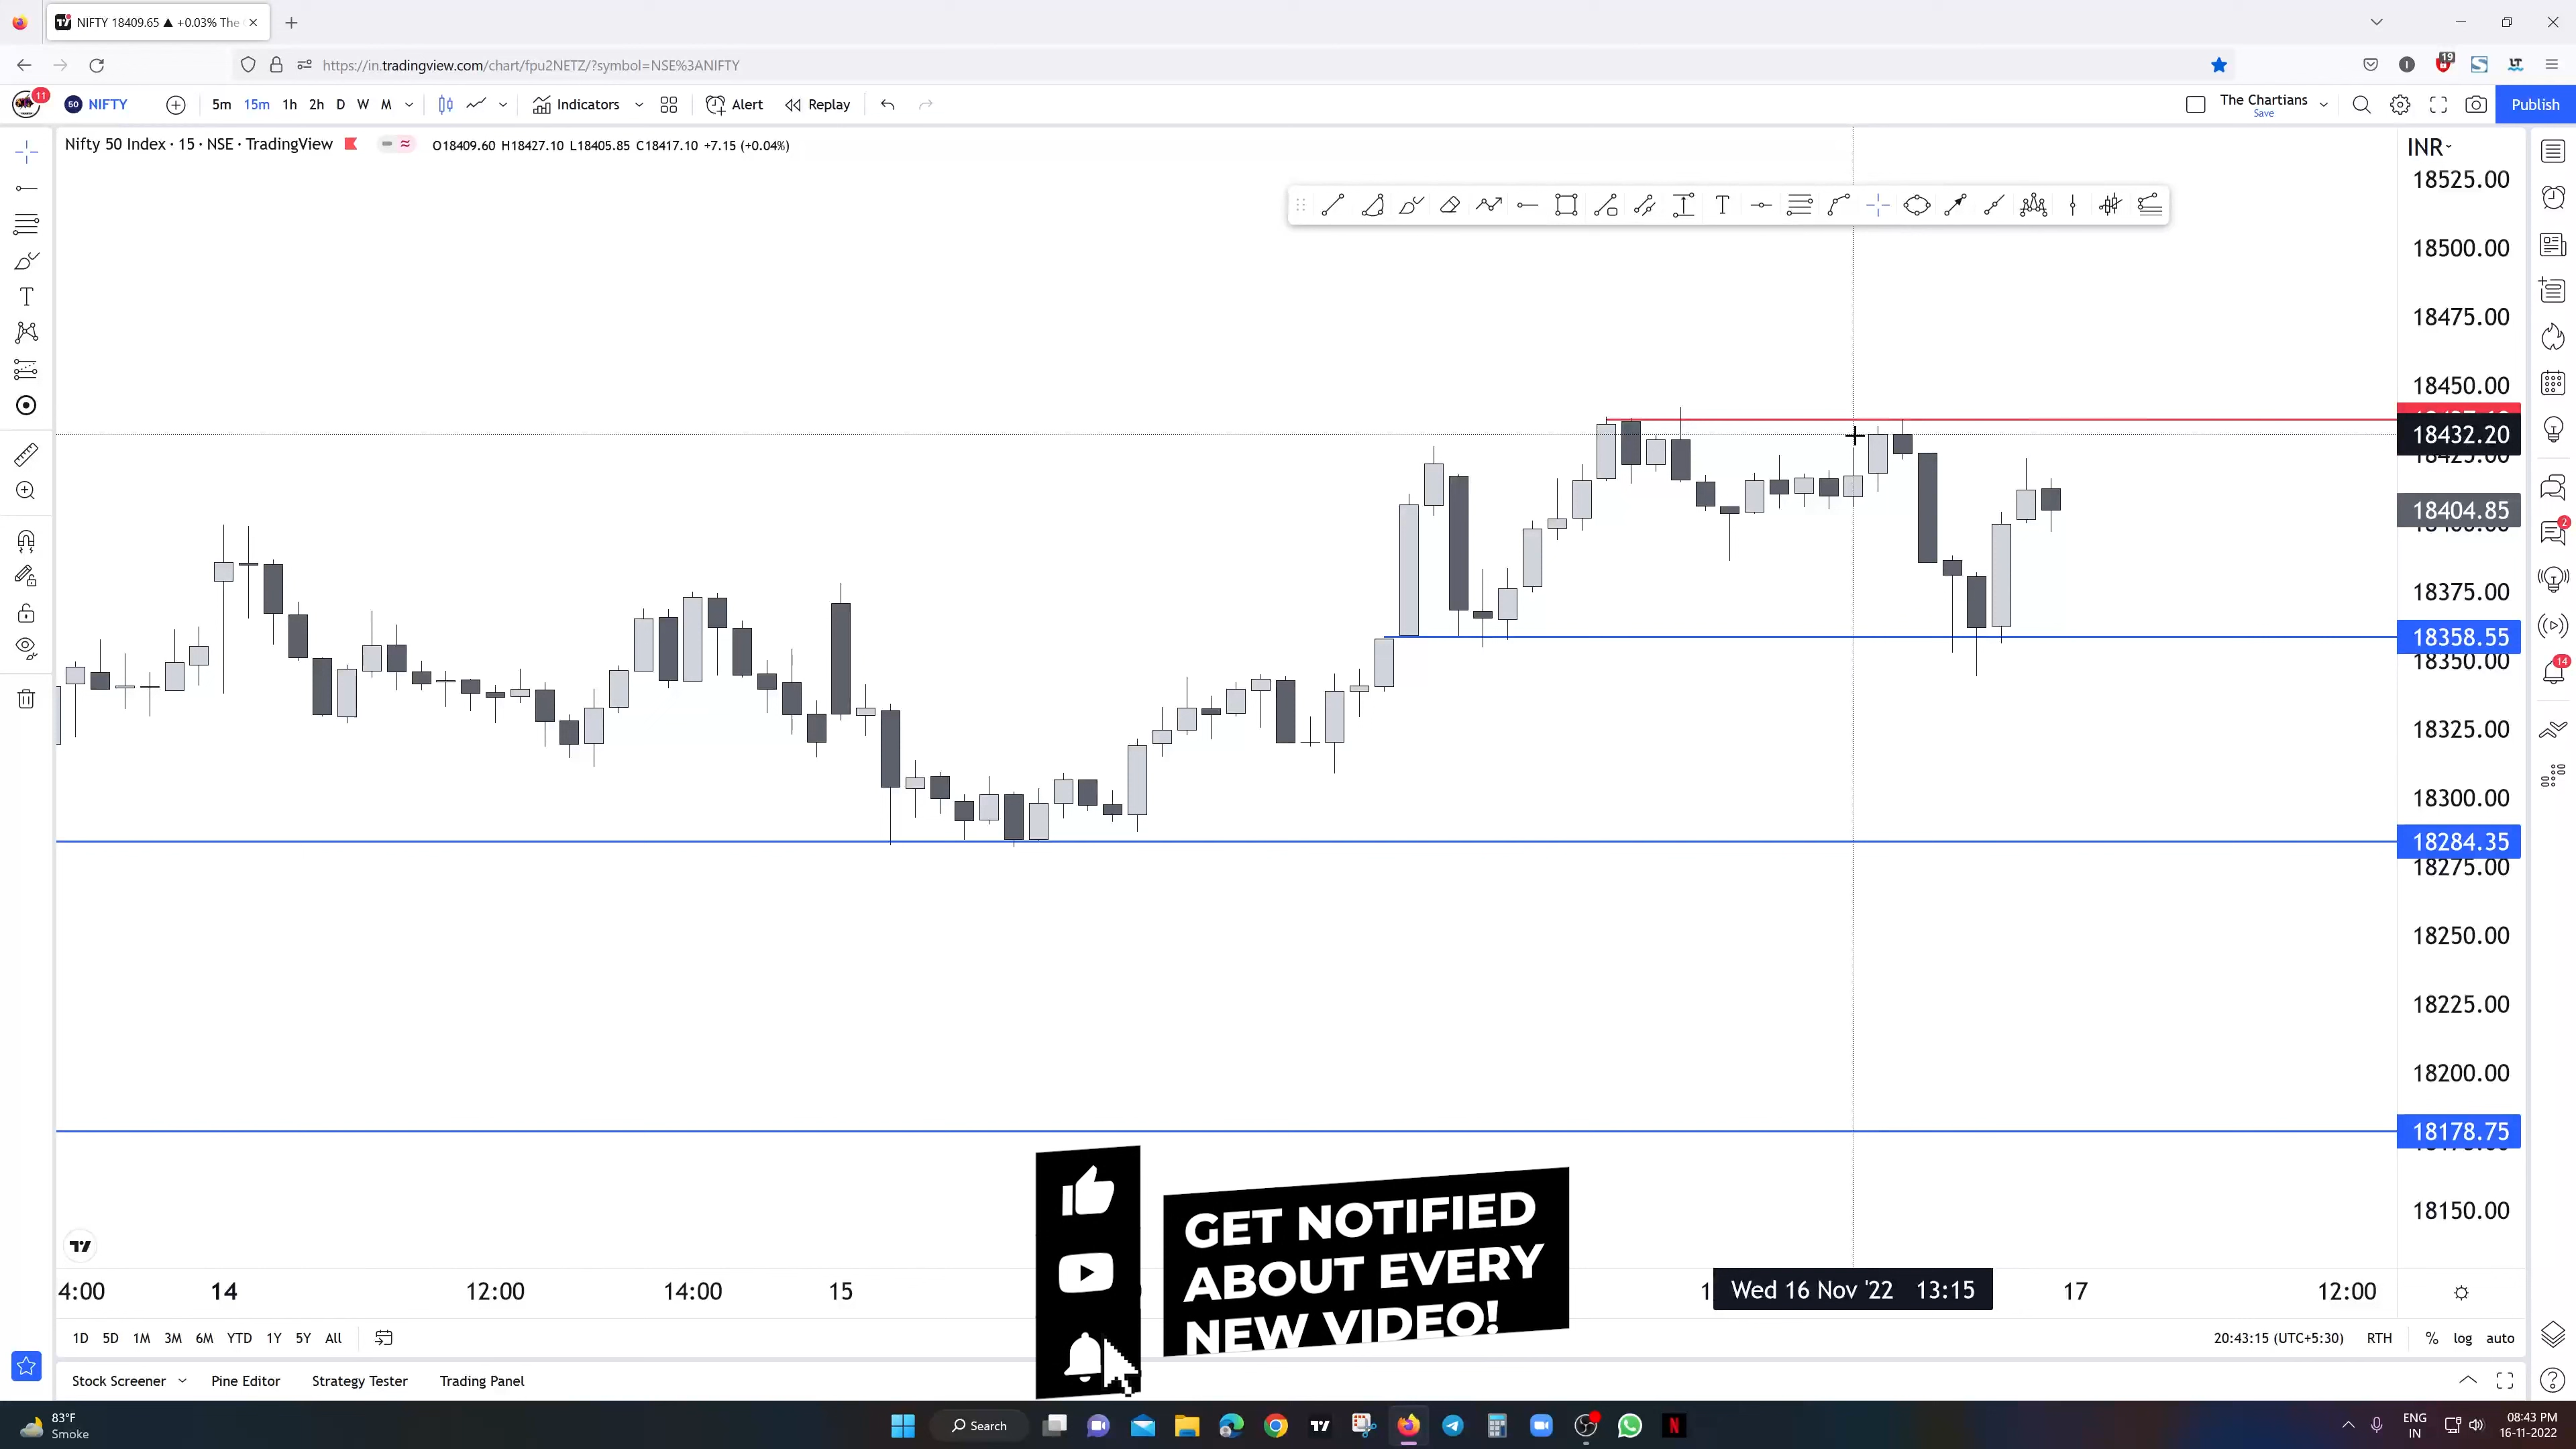 NIFTY 18409.65 ▲ +0.03% The
https://in.tradingview.com/chart/fpu2NETZ/?symbol=NSE%3ANIFTY
19
11
50 NIFTY 5m 15m 1h 2h D W M Indicators Alert Replay
The Chartians
Save
Publish
Nifty 50 Index · 15 · NSE · TradingView O18409.60 H18427.10 L18405.85 C18417.10 +7.15 (+0.04%)
INR
18525.00
18500.00
18475.00
18450.00
18432.20
18425.00
18404.85
18375.00
18358.55
18350.00
18325.00
18300.00
18284.35
18275.00
18250.00
18225.00
18200.00
18178.75
18150.00
2
14
GET NOTIFIED
ABOUT EVERY
NEW VIDEO!
4:00 14 12:00 14:00 15 Wed 16 Nov '22 13:15 17 12:00
1D 5D 1M 3M 6M YTD 1Y 5Y All
20:43:15 (UTC+5:30) RTH % log auto
Stock Screener Pine Editor Strategy Tester Trading Panel
83°F
Smoke
Search
ENG
IN
08:43 PM
16-11-2022